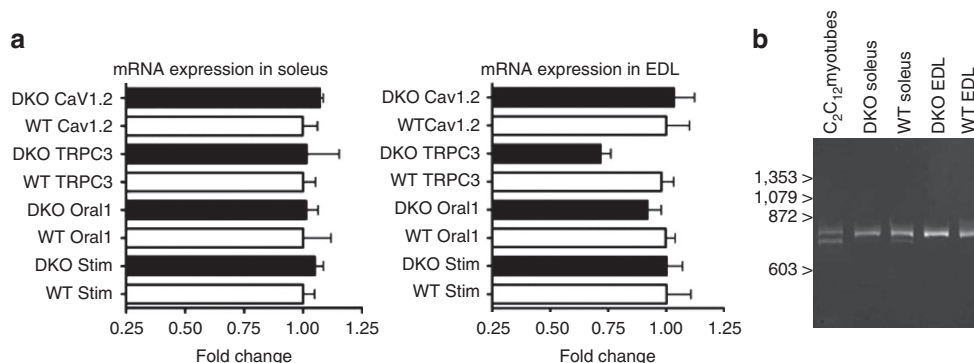 a
mRNA expression in soleus
DKO CaV1.2
WT Cav1.2
DKO TRPC3
WT TRPC3
DKO Oral1
WT Oral1
DKO Stim
WT Stim
0.25 0.50 0.75 1.00 1.25
Fold change
mRNA expression in EDL
DKO Cav1.2
WTCav1.2
DKO TRPC3
WT TRPC3
DKO Oral1
WT Oral1
DKO Stim
WT Stim
0.25 0.50 0.75 1.00 1.25
Fold change
b
C2C12myotubes
DKO soleus
WT soleus
DKO EDL
WT EDL
1,353 >
1,079 >
872 >
603 >